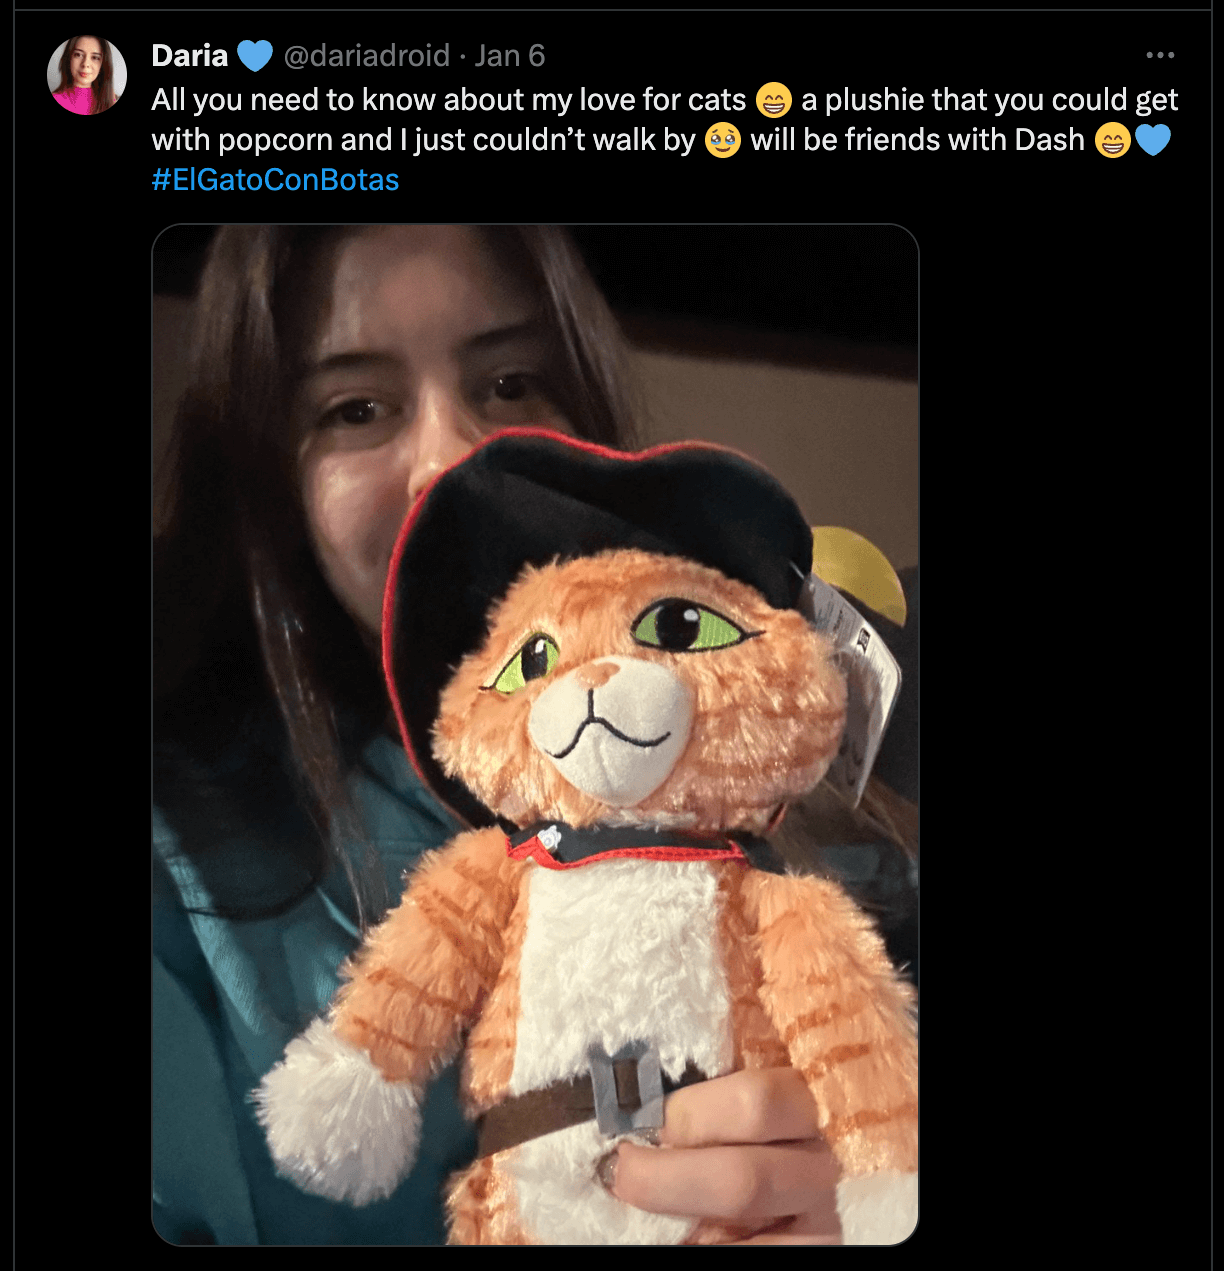 Daria 💙 @dariadroid · Jan 6
All you need to know about my love for cats 😁 a plushie that you could get
with popcorn and I just couldn’t walk by 🥹 will be friends with Dash 😁💙
#ElGatoConBotas